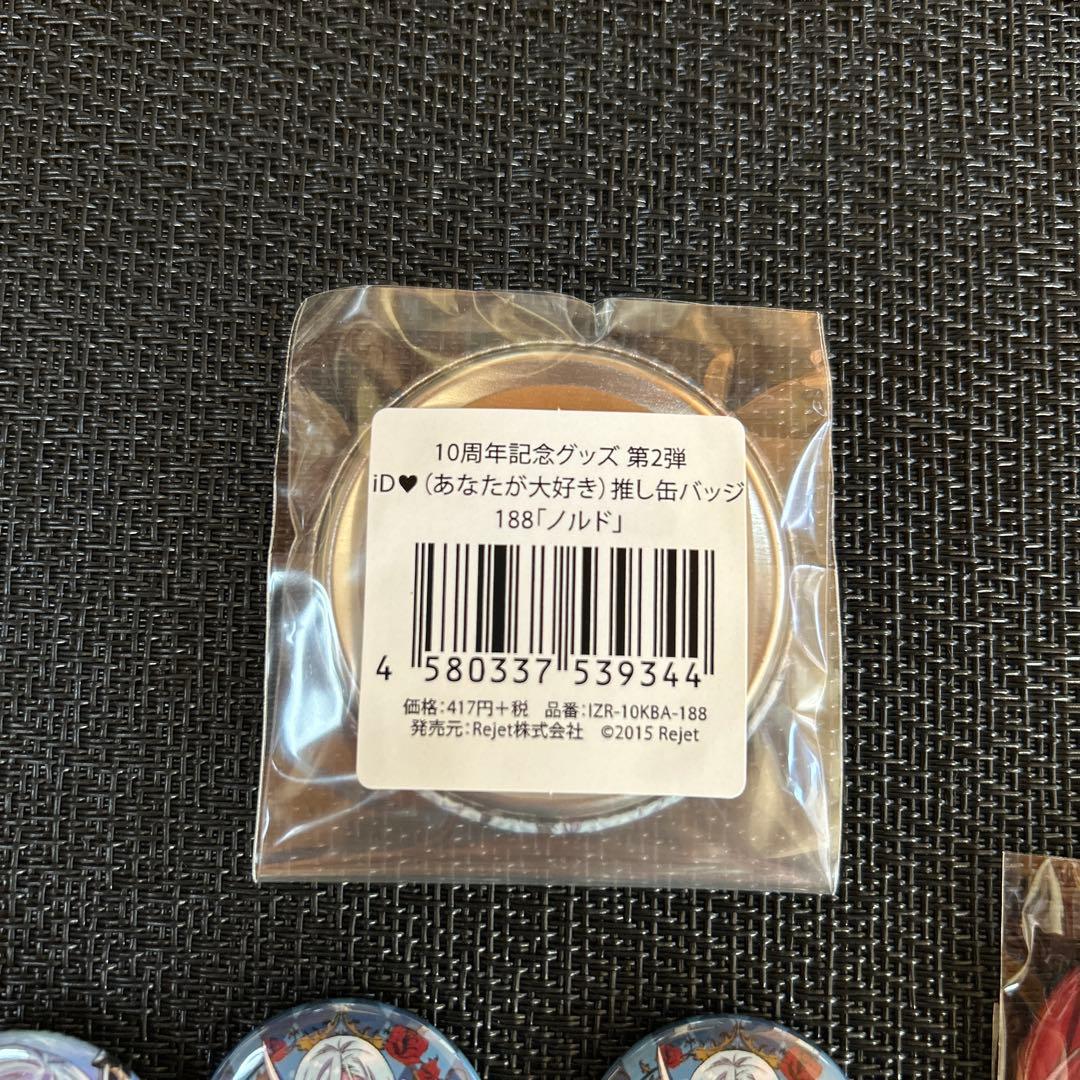 10周年記念グッズ 第2弾
iD♥(あなたが大好き)推し缶バッジ
188「ノルド」
4 580337 539344
価格:417円+税 品番:IZR-10KBA-188
発売元:Rejet株式会社 ©2015 Rejet